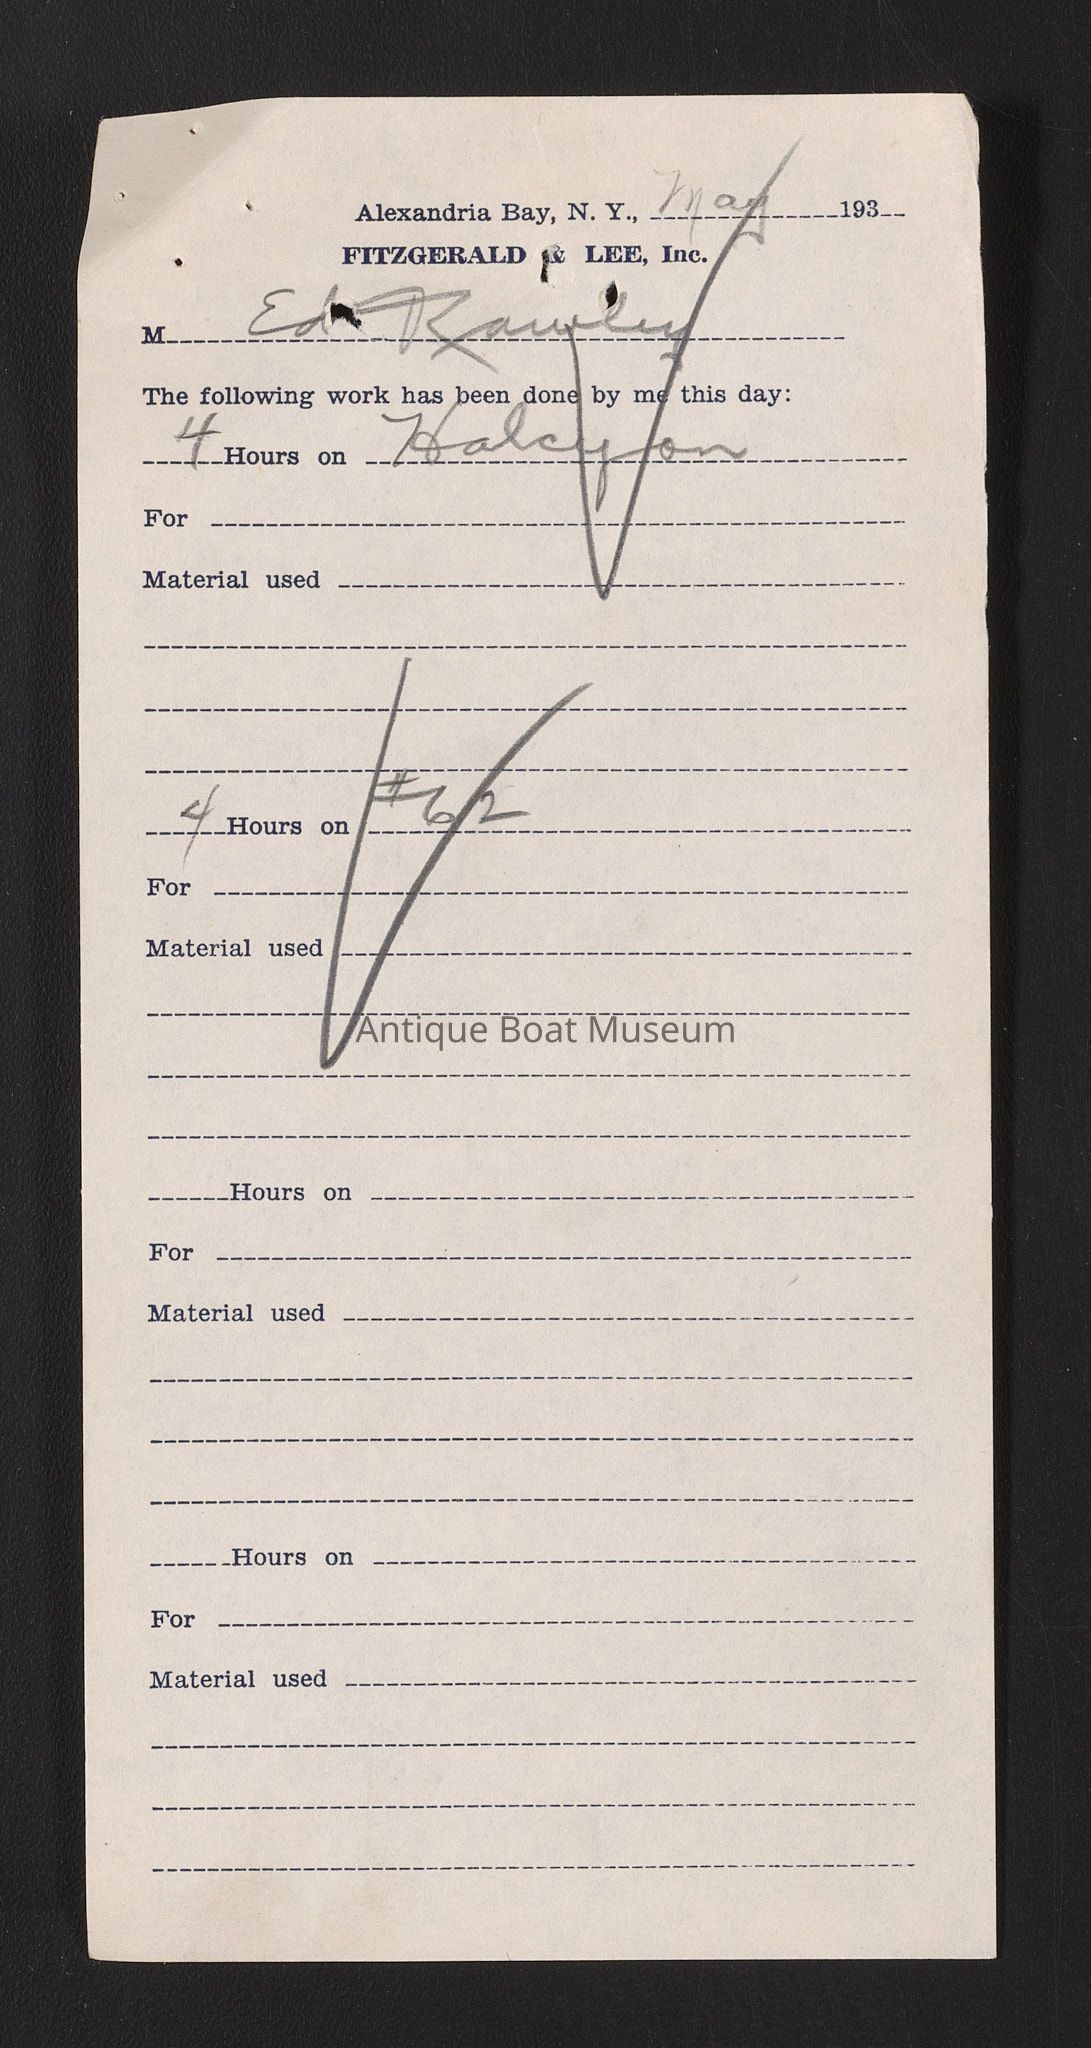 Alexandria Bay, N. Y., May 193
FITZGERALD & LEE, Inc.
M Ed Rawley
The following work has been done by me this day:
4 Hours on Halcyon
For
Material used
4 Hours on #62
For
Material used
Antique Boat Museum
Hours on
For
Material used
Hours on
For
Material used